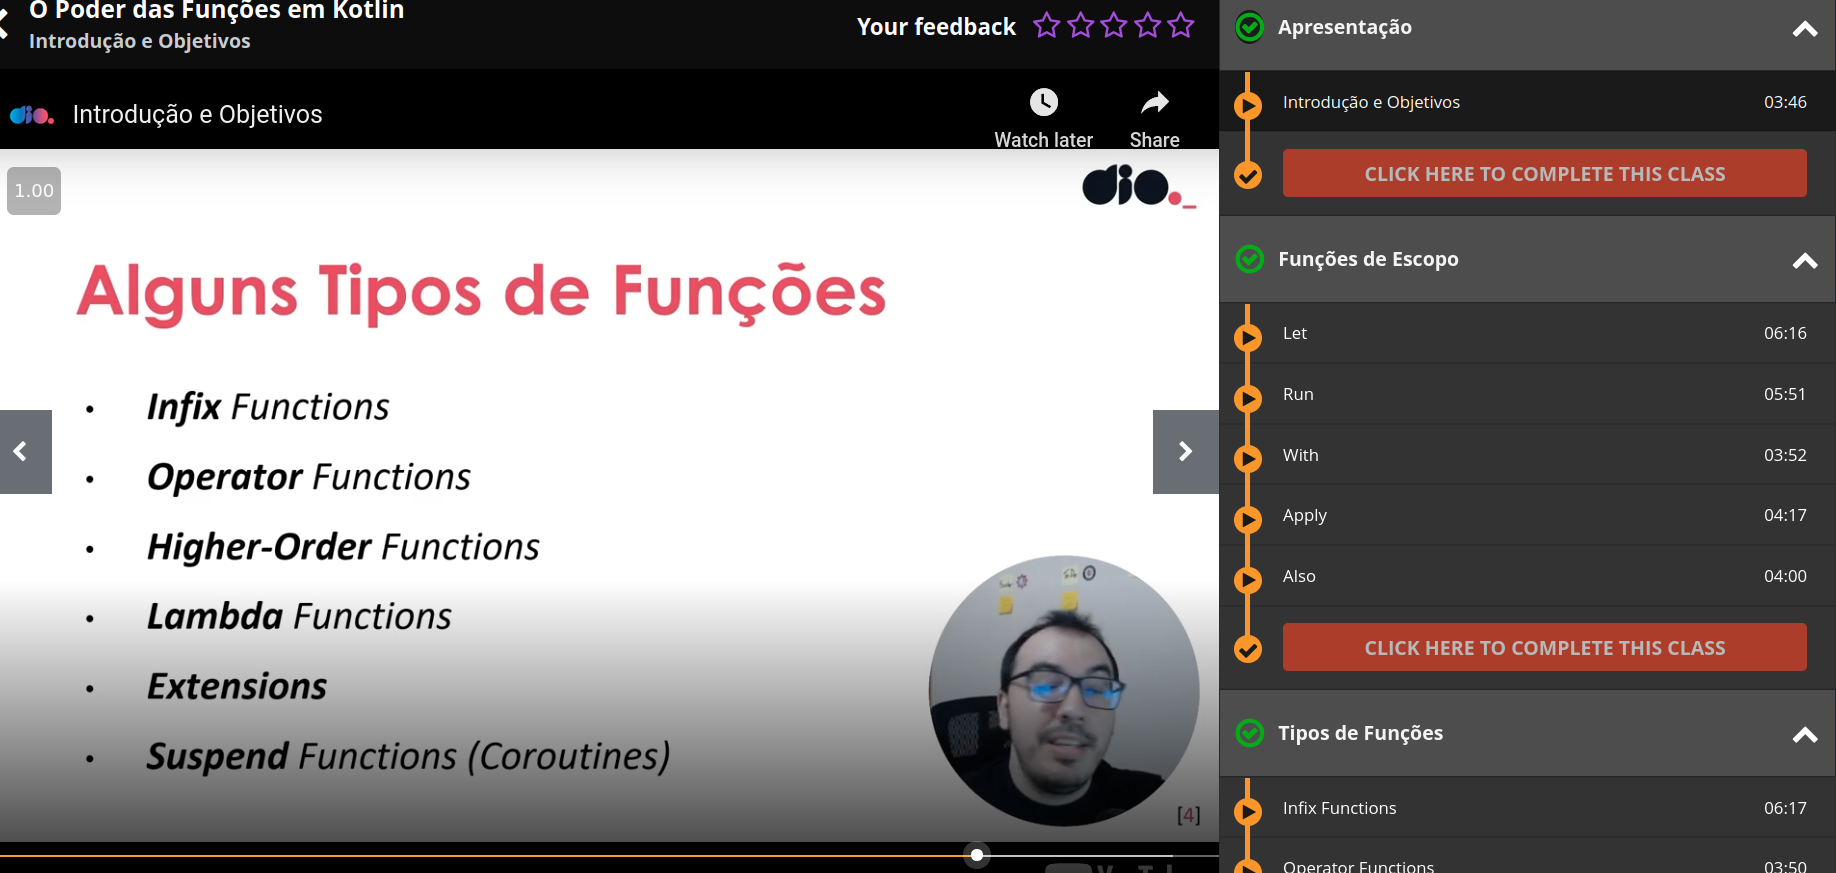 O Poder das Funções em Kotlin
Introdução e Objetivos
Your feedback
dio.
Introdução e Objetivos
Watch later
Share
1.00
dio._
Alguns Tipos de Funções
• Infix Functions
• Operator Functions
• Higher-Order Functions
• Lambda Functions
• Extensions
• Suspend Functions (Coroutines)
[4]
Apresentação
Introdução e Objetivos 03:46
CLICK HERE TO COMPLETE THIS CLASS
Funções de Escopo
Let 06:16
Run 05:51
With 03:52
Apply 04:17
Also 04:00
CLICK HERE TO COMPLETE THIS CLASS
Tipos de Funções
Infix Functions 06:17
Operator Functions 03:50